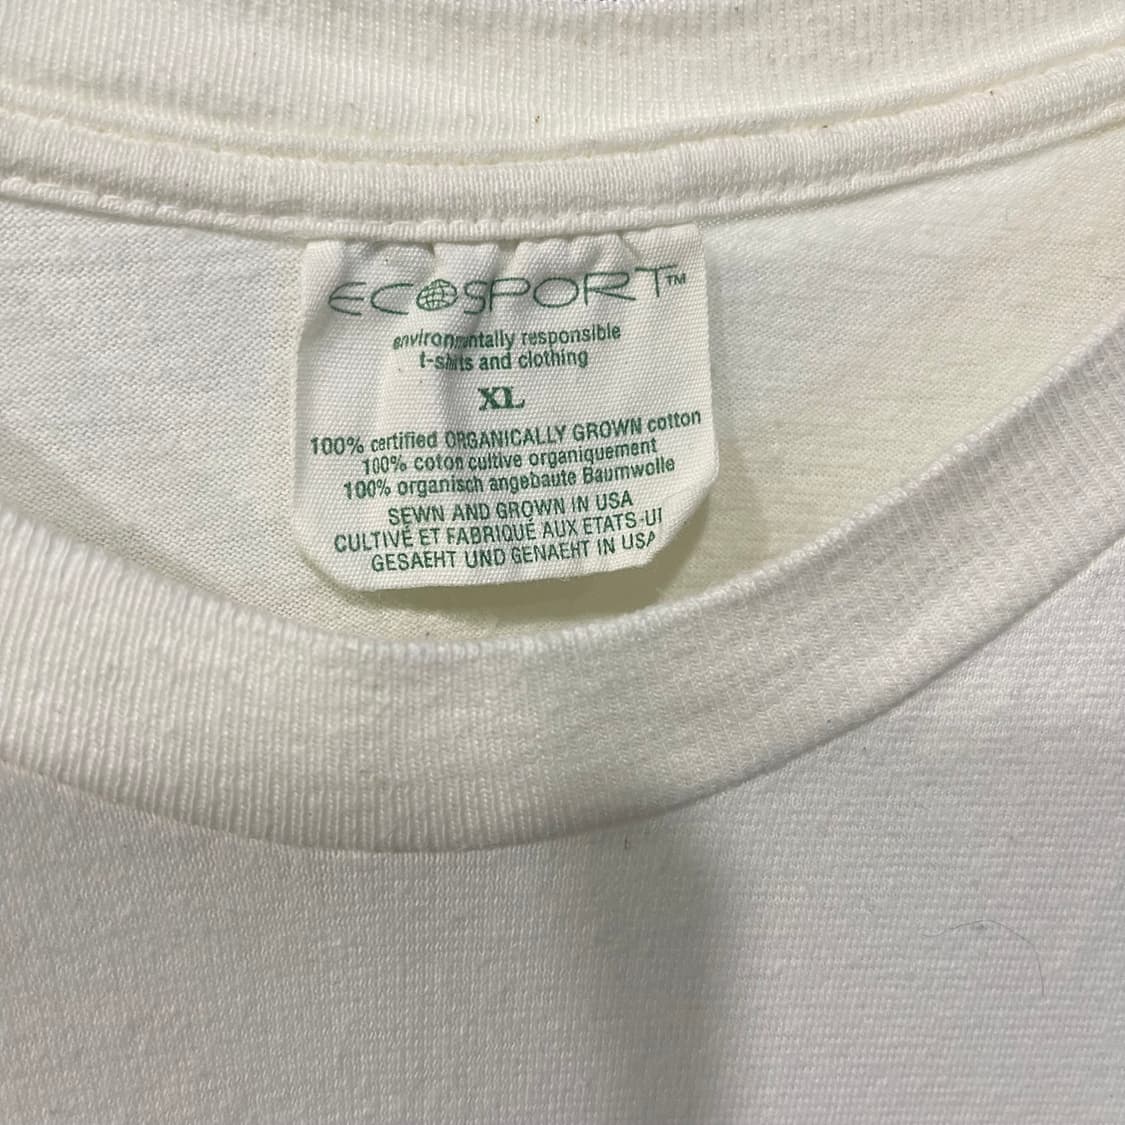 ECOSPORT™
environmentally responsible
t-shirts and clothing
XL
100% certified ORGANICALLY GROWN cotton
100% coton cultive organiquement
100% organisch angebaute Baumwolle
SEWN AND GROWN IN USA
CULTIVÉ ET FABRIQUÉ AUX ETATS-UI
GESAEHT UND GENAEHT IN USA